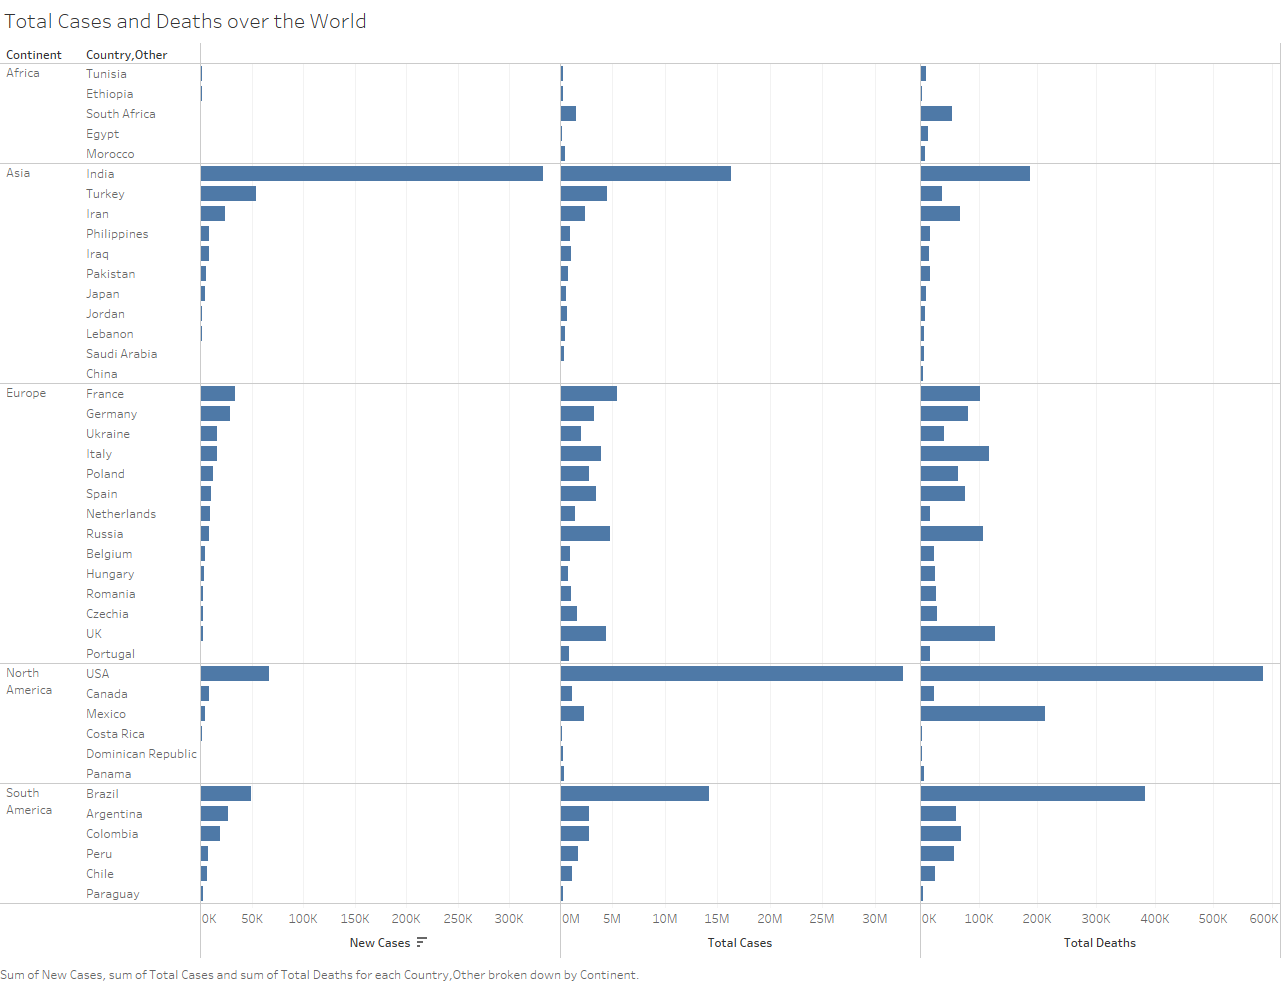 Total Cases and Deaths over the World
Continent Country,Other
Africa Tunisia
Ethiopia
South Africa
Egypt
Morocco
Asia India
Turkey
Iran
Philippines
Iraq
Pakistan
Japan
Jordan
Lebanon
Saudi Arabia
China
Europe France
Germany
Ukraine
Italy
Poland
Spain
Netherlands
Russia
Belgium
Hungary
Romania
Czechia
UK
Portugal
North America USA
Canada
Mexico
Costa Rica
Dominican Republic
Panama
South America Brazil
Argentina
Colombia
Peru
Chile
Paraguay
0K 50K 100K 150K 200K 250K 300K 0M 5M 10M 15M 20M 25M 30M 0K 100K 200K 300K 400K 500K 600K
New Cases Total Cases Total Deaths
Sum of New Cases, sum of Total Cases and sum of Total Deaths for each Country,Other broken down by Continent.